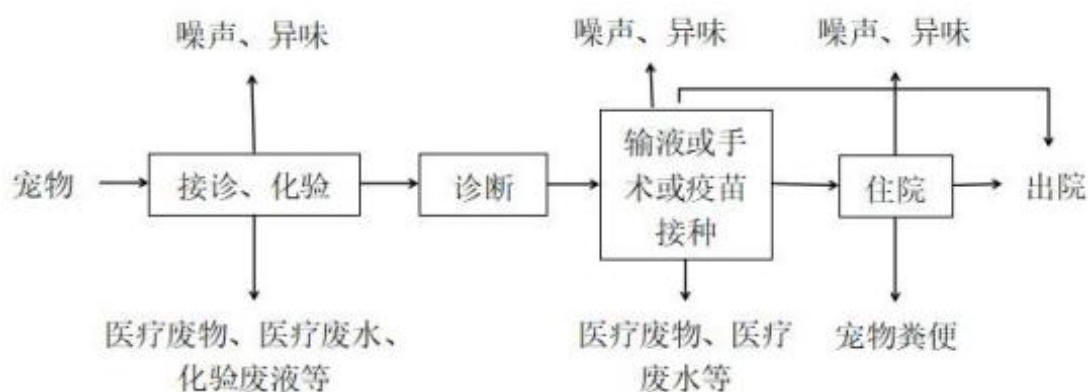 噪声、异味
噪声、异味
噪声、异味
宠物
接诊、化验
诊断
输液或手
术或疫苗
接种
住院
出院
医疗废物、医疗废水、
化验废液等
医疗废物、医疗
废水等
宠物粪便